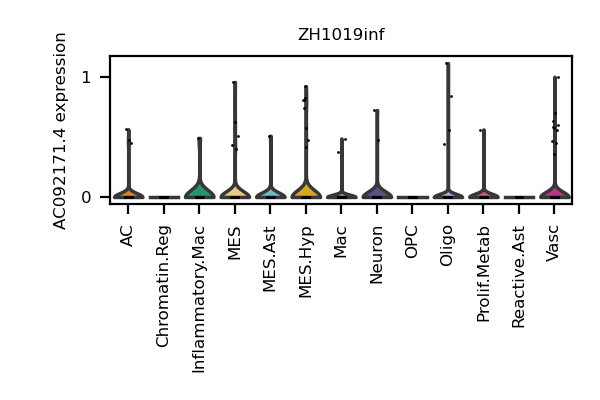 ZH1019inf
AC092171.4 expression
1
0
AC
Chromatin.Reg
Inflammatory.Mac
MES
MES.Ast
MES.Hyp
Mac
Neuron
OPC
Oligo
Prolif.Metab
Reactive.Ast
Vasc